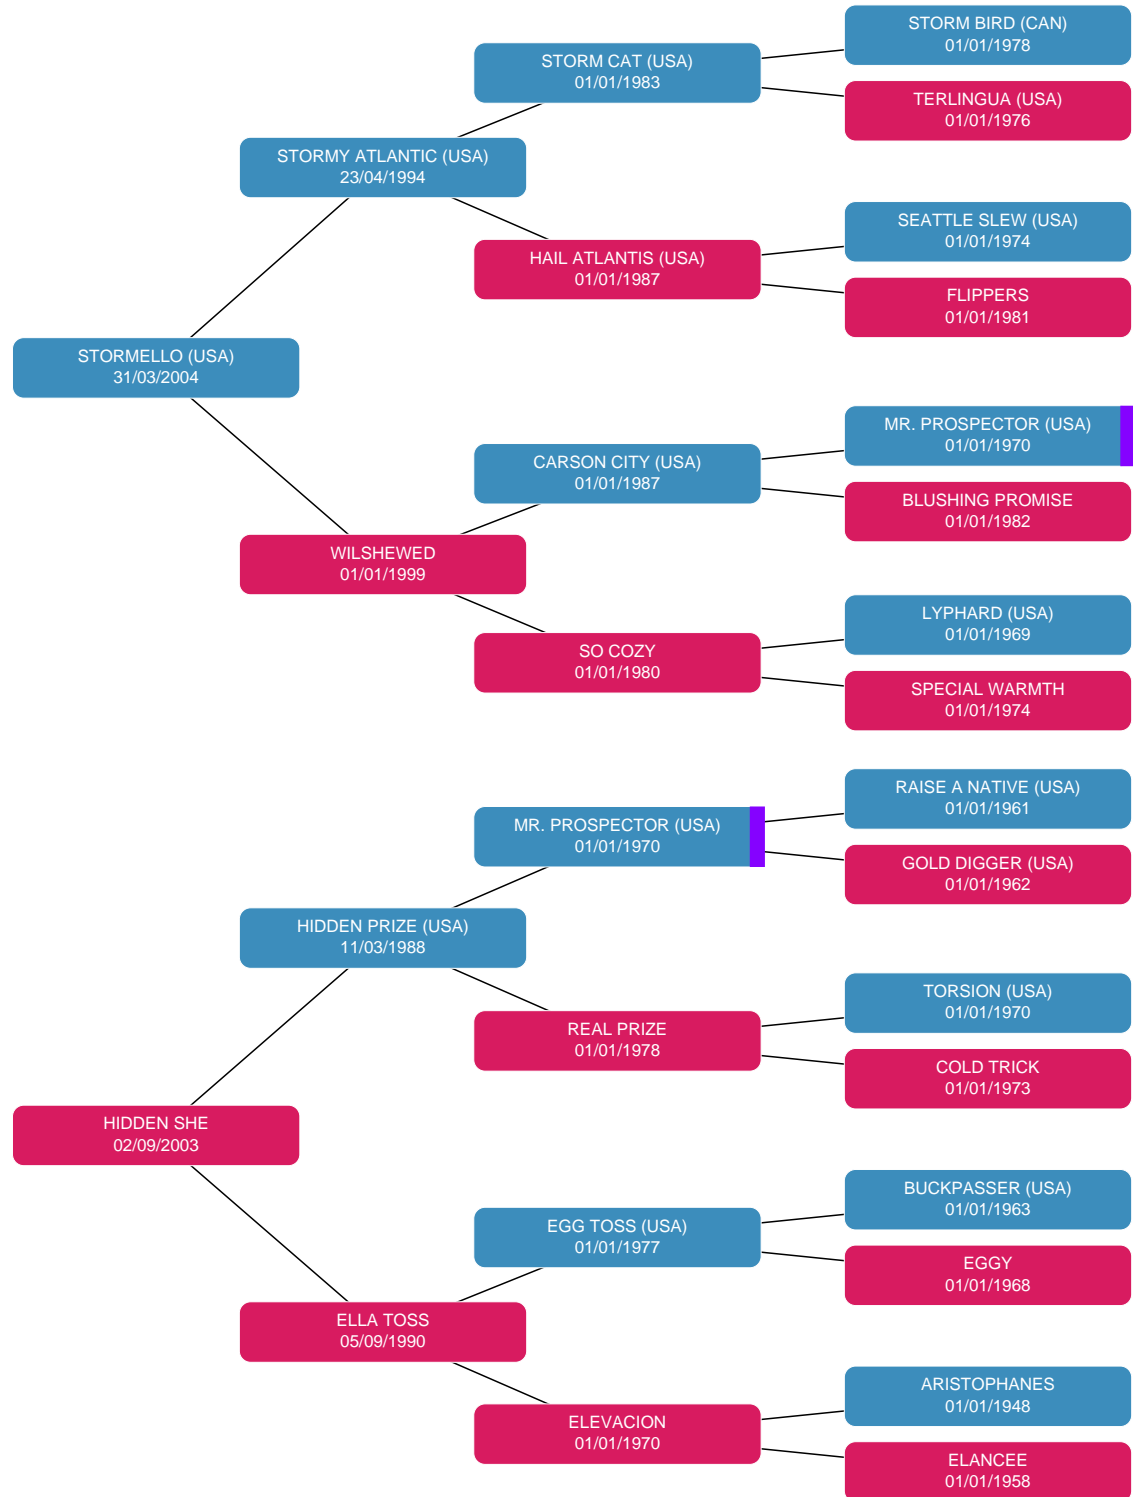 STORM BIRD (CAN)
01/01/1978
STORM CAT (USA)
01/01/1983
TERLINGUA (USA)
01/01/1976
STORMY ATLANTIC (USA)
23/04/1994
SEATTLE SLEW (USA)
01/01/1974
HAIL ATLANTIS (USA)
01/01/1987
FLIPPERS
01/01/1981
STORMELLO (USA)
31/03/2004
MR. PROSPECTOR (USA)
01/01/1970
CARSON CITY (USA)
01/01/1987
BLUSHING PROMISE
01/01/1982
WILSHEWED
01/01/1999
LYPHARD (USA)
01/01/1969
SO COZY
01/01/1980
SPECIAL WARMTH
01/01/1974
RAISE A NATIVE (USA)
01/01/1961
MR. PROSPECTOR (USA)
01/01/1970
GOLD DIGGER (USA)
01/01/1962
HIDDEN PRIZE (USA)
11/03/1988
TORSION (USA)
01/01/1970
REAL PRIZE
01/01/1978
COLD TRICK
01/01/1973
HIDDEN SHE
02/09/2003
BUCKPASSER (USA)
01/01/1963
EGG TOSS (USA)
01/01/1977
EGGY
01/01/1968
ELLA TOSS
05/09/1990
ARISTOPHANES
01/01/1948
ELEVACION
01/01/1970
ELANCEE
01/01/1958